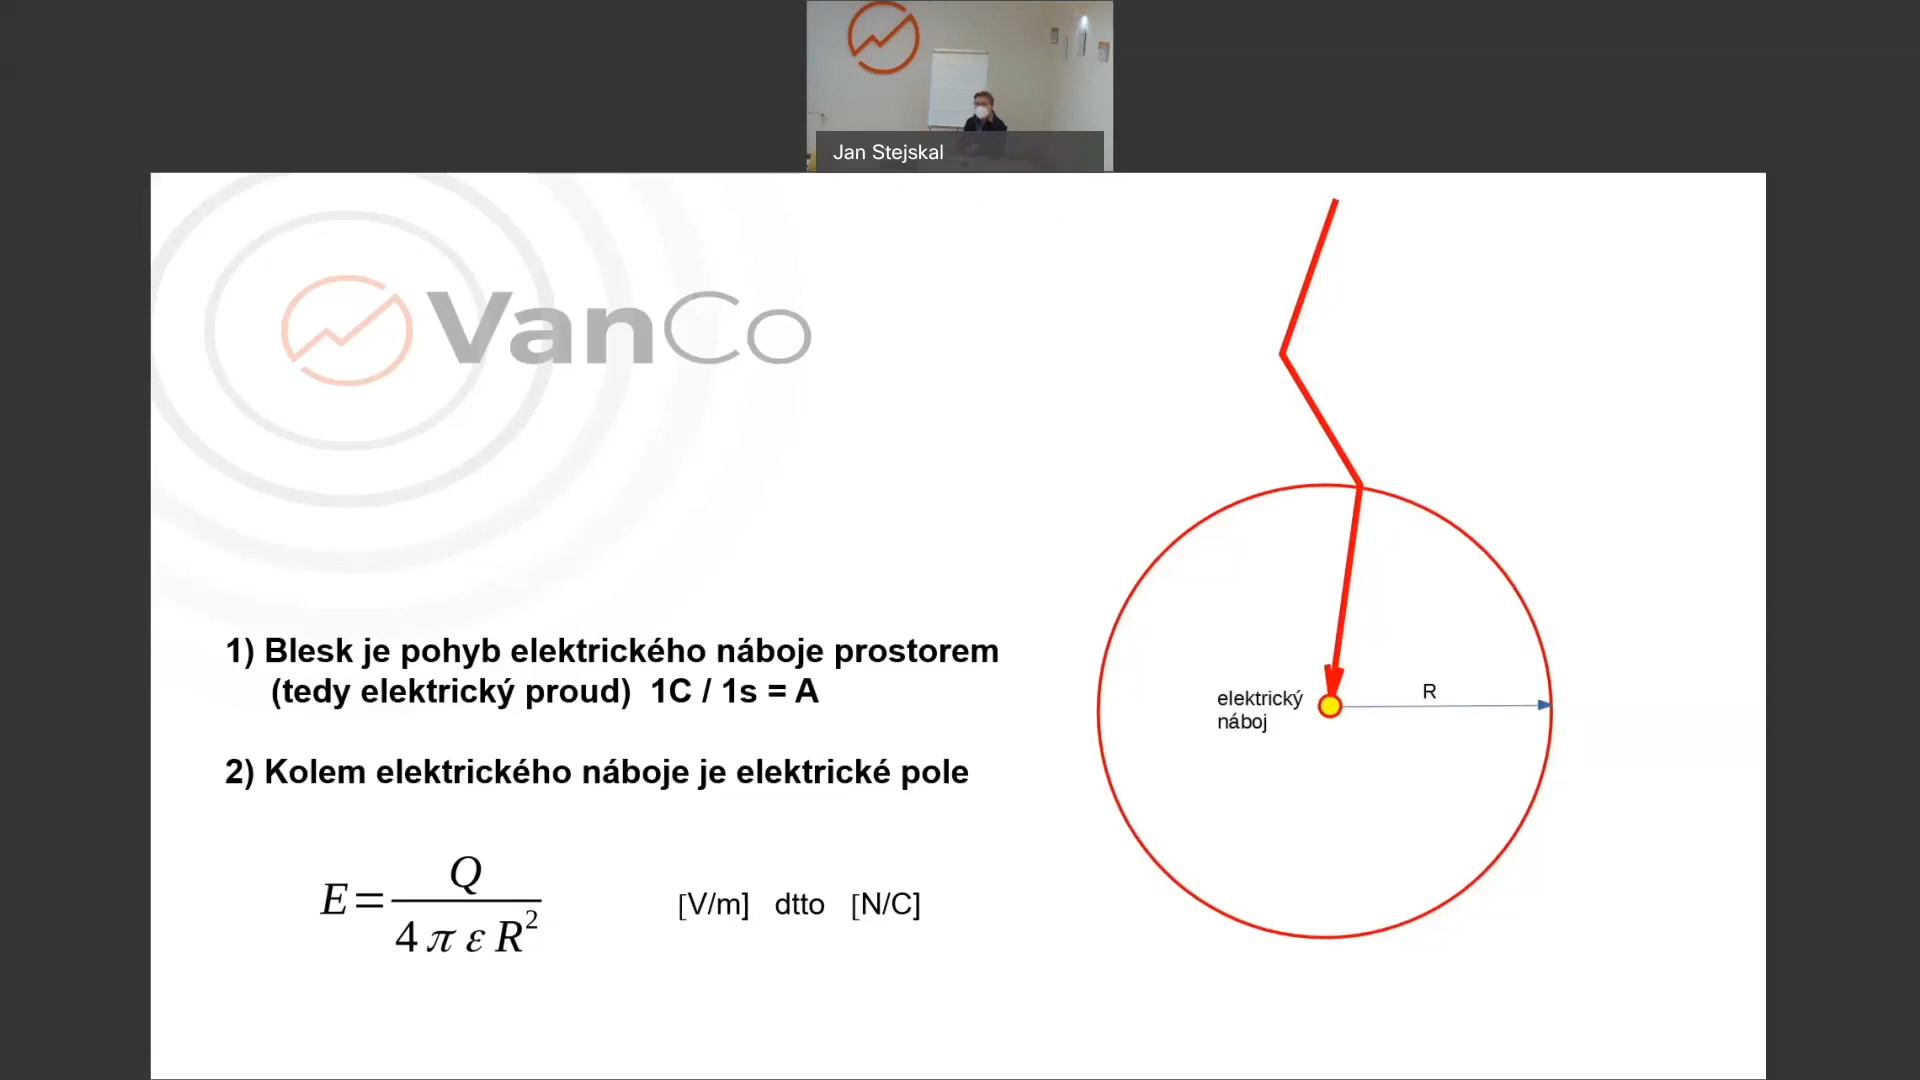 Jan Stejskal
VanCo
1) Blesk je pohyb elektrického náboje prostorem
(tedy elektrický proud) 1C / 1s = A
2) Kolem elektrického náboje je elektrické pole
E = Q / 4 π ε R²
[V/m] dtto [N/C]
elektrický
náboj
R